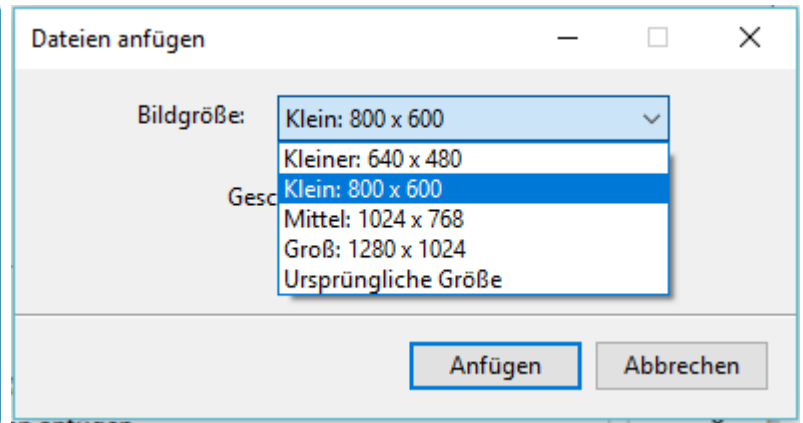 Dateien anfügen
Bildgröße: Klein: 800 x 600
Kleiner: 640 x 480
Gesc Klein: 800 x 600
Mittel: 1024 x 768
Groß: 1280 x 1024
Ursprüngliche Größe
Anfügen Abbrechen